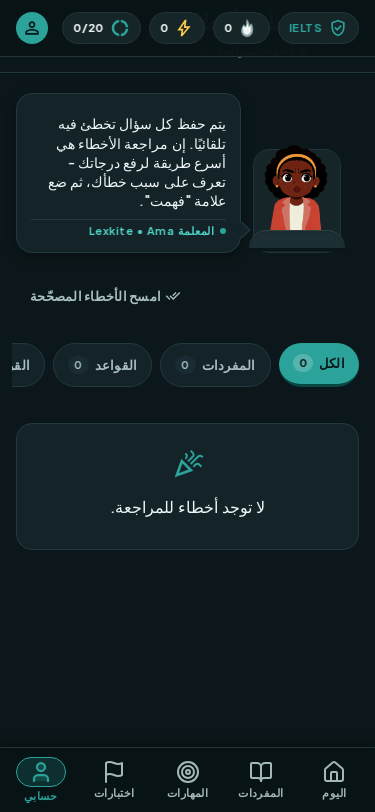 0/20
0
0
IELTS
يتم حفظ كل سؤال تخطئ فيه
تلقائيًا. إن مراجعة الأخطاء هي
أسرع طريقة لرفع درجاتك –
تعرف على سبب خطأك، ثم ضع
علامة "فهمت".
المعلمة Lexkite • Ama
امسح الأخطاء المصحّحة
الكل 0
المفردات 0
القواعد 0
لا توجد أخطاء للمراجعة.
اليوم
المفردات
المهارات
اختبارات
حسابي